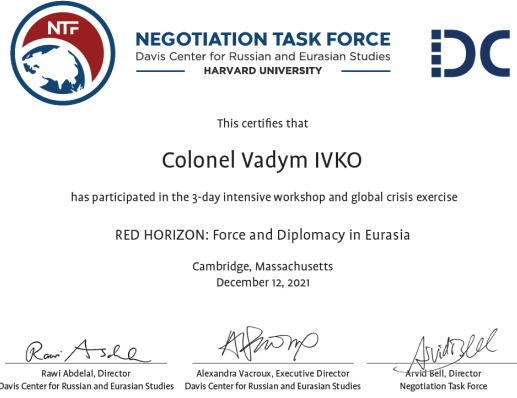 NTF
NEGOTIATION TASK FORCE
Davis Center for Russian and Eurasian Studies
HARVARD UNIVERSITY
DC
This certifies that
Colonel Vadym IVKO
has participated in the 3-day intensive workshop and global crisis exercise
RED HORIZON: Force and Diplomacy in Eurasia
Cambridge, Massachusetts
December 12, 2021
Rawi Abdelal, Director
Davis Center for Russian and Eurasian Studies
Alexandra Vacroux, Executive Director
Davis Center for Russian and Eurasian Studies
Arvid Bell, Director
Negotiation Task Force